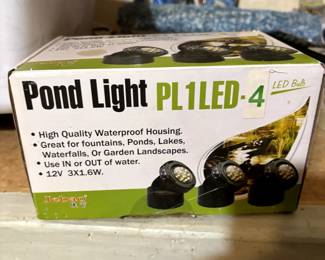 Pond Light PL1LED-4
LED Bulb
• High Quality Waterproof Housing.
• Great for fountains, Ponds, Lakes,
Waterfalls, Or Garden Landscapes.
• Use IN or OUT of water.
• 12V 3X1.6W.
Jebao